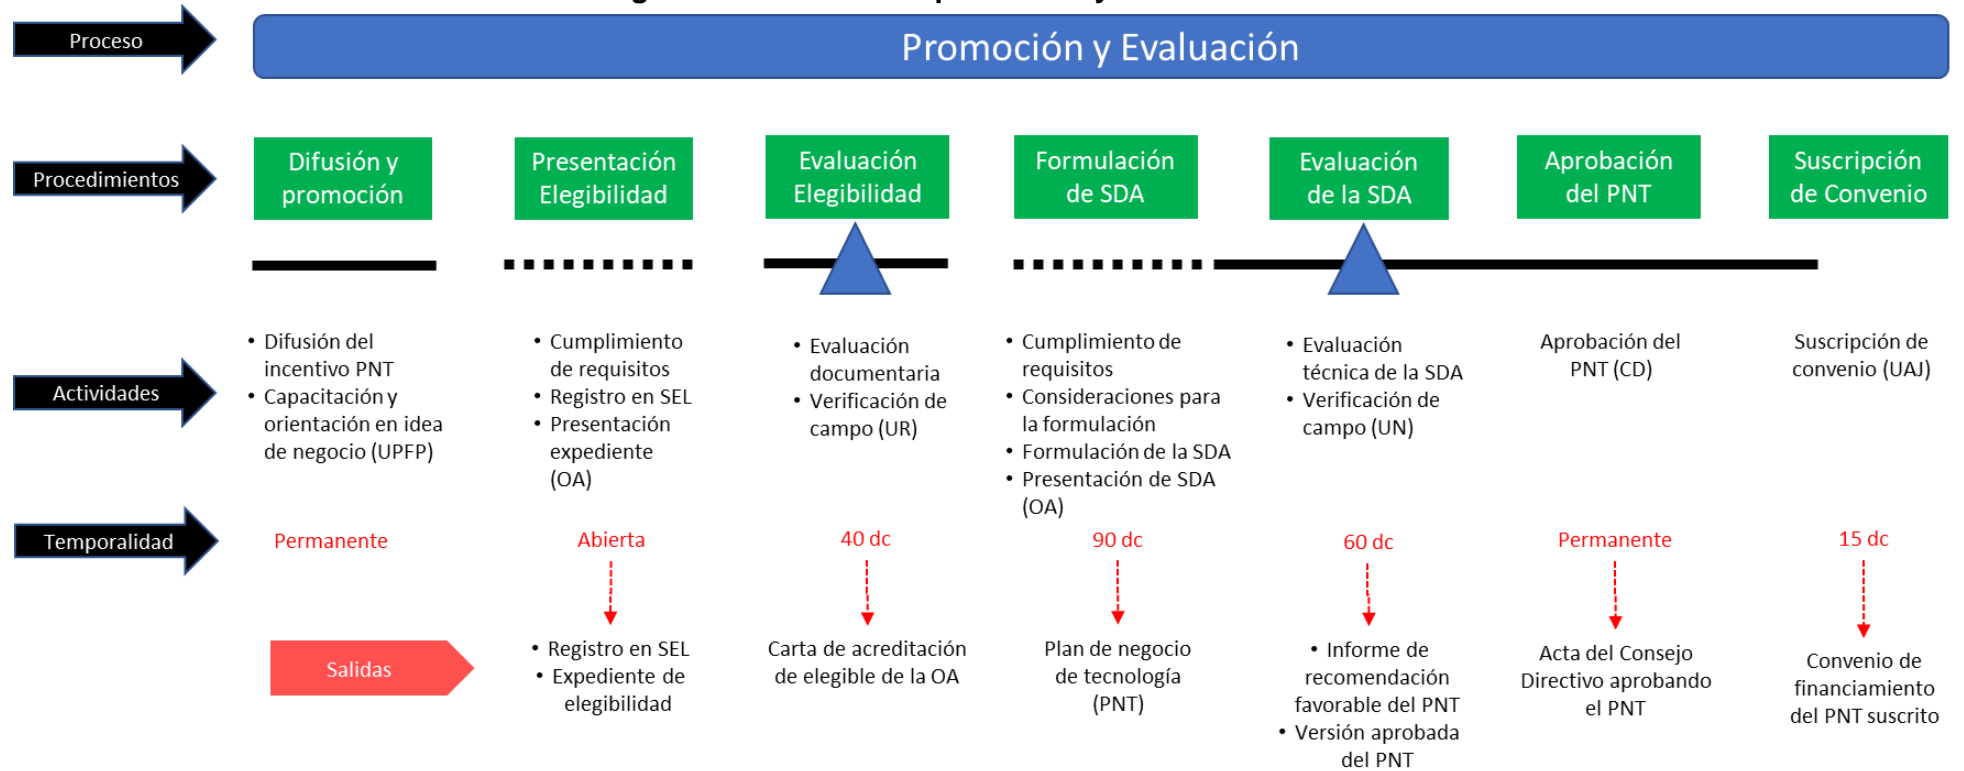 Proceso
Promoción y Evaluación
Procedimientos
Difusión y
promoción
Presentación
Elegibilidad
Evaluación
Elegibilidad
Formulación
de SDA
Evaluación
de la SDA
Aprobación
del PNT
Suscripción
de Convenio
Actividades
• Difusión del
incentivo PNT
• Capacitación y
orientación en idea
de negocio (UPFP)
• Cumplimiento
de requisitos
• Registro en SEL
• Presentación
expediente
(OA)
• Evaluación
documentaria
• Verificación de
campo (UR)
• Cumplimiento de
requisitos
• Consideraciones para
la formulación
• Formulación de la SDA
• Presentación de SDA
(OA)
• Evaluación
técnica de la SDA
• Verificación de
campo (UN)
Aprobación del
PNT (CD)
Suscripción de
convenio (UAJ)
Temporalidad
Permanente
Abierta
40 dc
90 dc
60 dc
Permanente
15 dc
Salidas
• Registro en SEL
• Expediente de
elegibilidad
Carta de acreditación
de elegible de la OA
Plan de negocio
de tecnología
(PNT)
• Informe de
recomendación
favorable del PNT
• Versión aprobada
del PNT
Acta del Consejo
Directivo aprobando
el PNT
Convenio de
financiamiento
del PNT suscrito